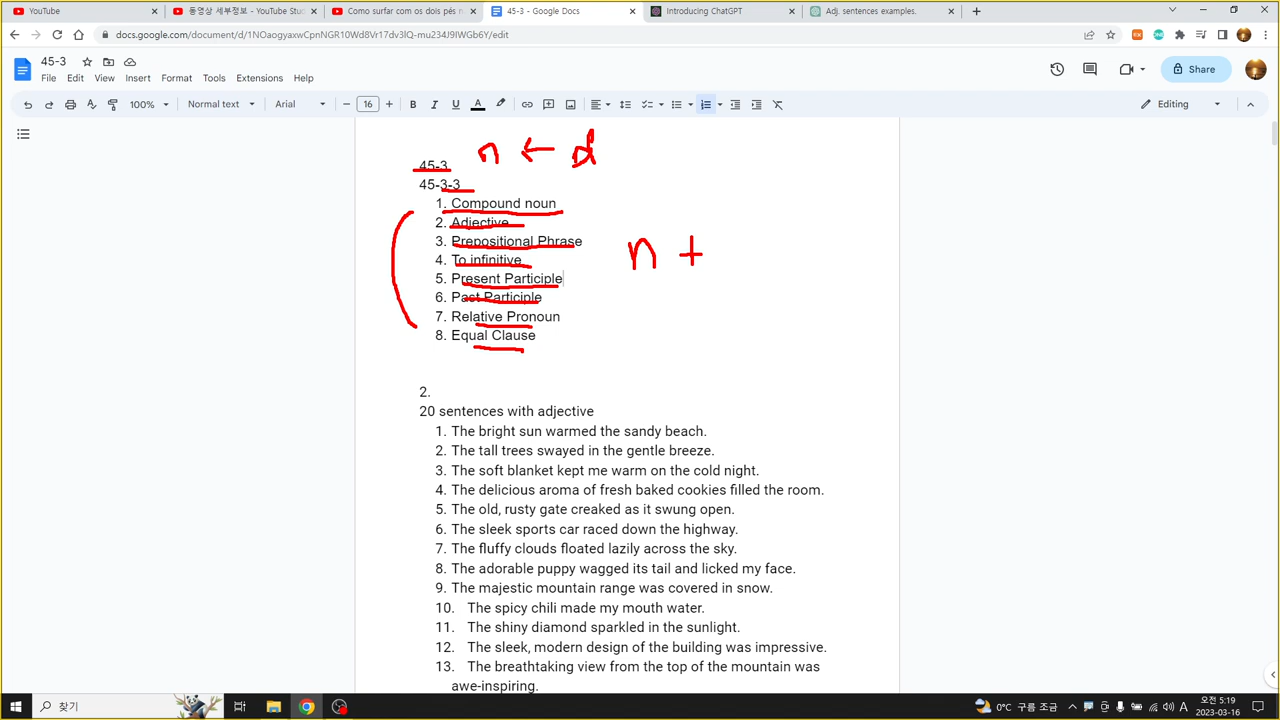 YouTube
동영상 세부정보 - YouTube Stud
Como surfar com os dois pés n
45-3 - Google Docs
Introducing ChatGPT
Adj. sentences examples.
docs.google.com/document/d/1NOaogyaxwCpnNGR10Wd8Vr17dv3lQ-mu234J9IWGb6Y/edit
45-3
File Edit View Insert Format Tools Extensions Help
Share
100% Normal text Arial 16 B I U A Editing
n ← d
45-3
45-3-3
1. Compound noun
2. Adjective
3. Prepositional Phrase
4. To infinitive
5. Present Participle
6. Past Participle
7. Relative Pronoun
8. Equal Clause
n +
2.
20 sentences with adjective
1. The bright sun warmed the sandy beach.
2. The tall trees swayed in the gentle breeze.
3. The soft blanket kept me warm on the cold night.
4. The delicious aroma of fresh baked cookies filled the room.
5. The old, rusty gate creaked as it swung open.
6. The sleek sports car raced down the highway.
7. The fluffy clouds floated lazily across the sky.
8. The adorable puppy wagged its tail and licked my face.
9. The majestic mountain range was covered in snow.
10. The spicy chili made my mouth water.
11. The shiny diamond sparkled in the sunlight.
12. The sleek, modern design of the building was impressive.
13. The breathtaking view from the top of the mountain was
awe-inspiring.
찾기
0°C 구름 조금
A
오전 5:19
2023-03-16